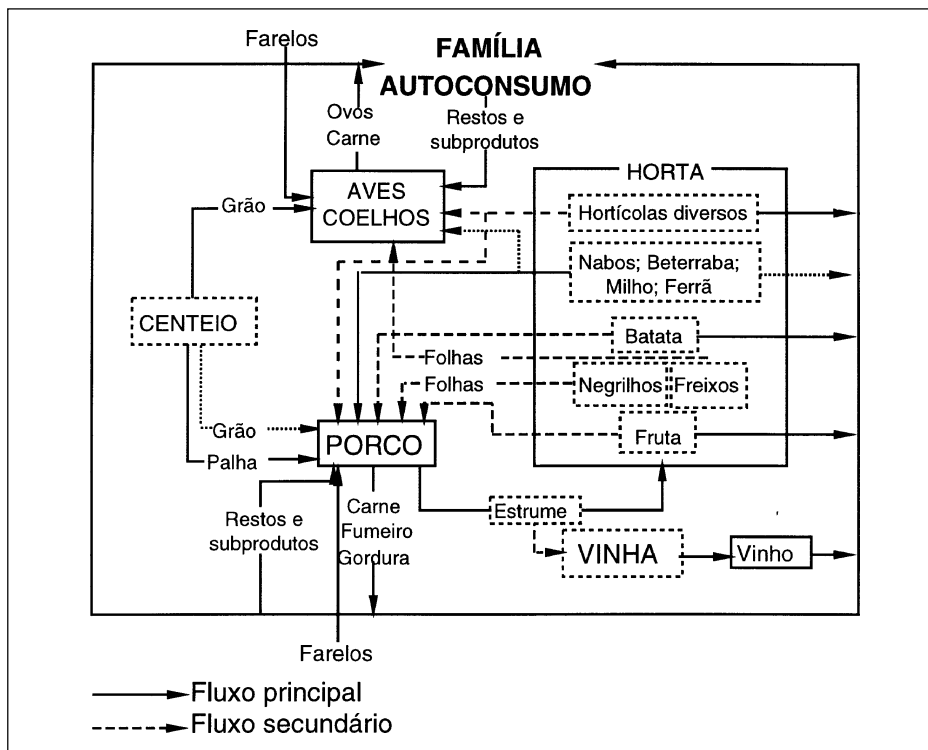 Farelos
FAMÍLIA
AUTOCONSUMO
Ovos
Carne
Restos e
subprodutos
HORTA
AVES
COELHOS
Grão
Hortícolas diversos
Nabos; Beterraba;
Milho; Ferrã
CENTEIO
Batata
Folhas
Folhas
Negrilhos
Freixos
Grão
Fruta
PORCO
Palha
Restos e
subprodutos
Carne
Fumeiro
Gordura
Estrume
VINHA
Vinho
Farelos
Fluxo principal
Fluxo secundário